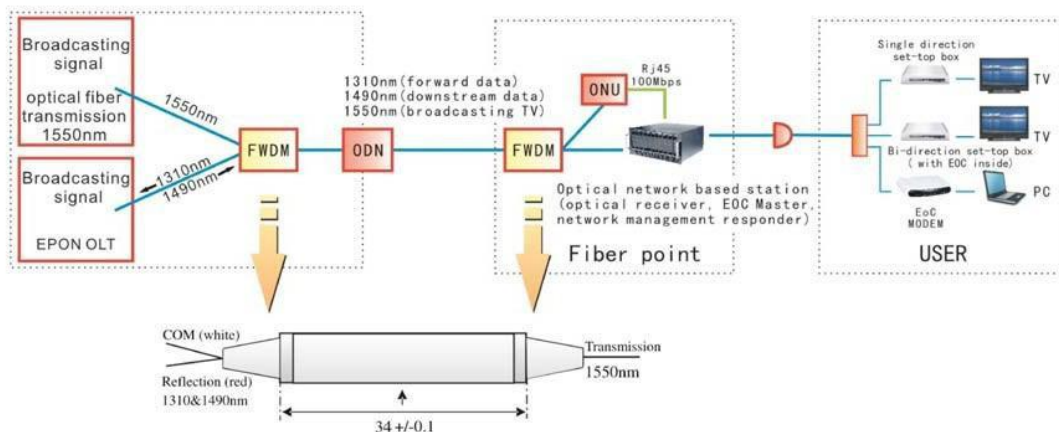 Broadcasting
signal
optical fiber
transmission
1550nm
Broadcasting
signal
EPON OLT
1550nm
1310nm
1490nm
FWDM
ODN
1310nm(forward data)
1490nm(downstream data)
1550nm(broadcasting TV)
FWDM
ONU
Rj45
100Mbps
Optical network based station
(optical receiver, EOC Master,
network management responder)
Fiber point
Single direction
set-top box
TV
TV
Bi-direction set-top box
( with EOC inside)
PC
EoC
MODEM
USER
COM (white)
Reflection (red)
1310&1490nm
Transmission
1550nm
34 +/-0.1